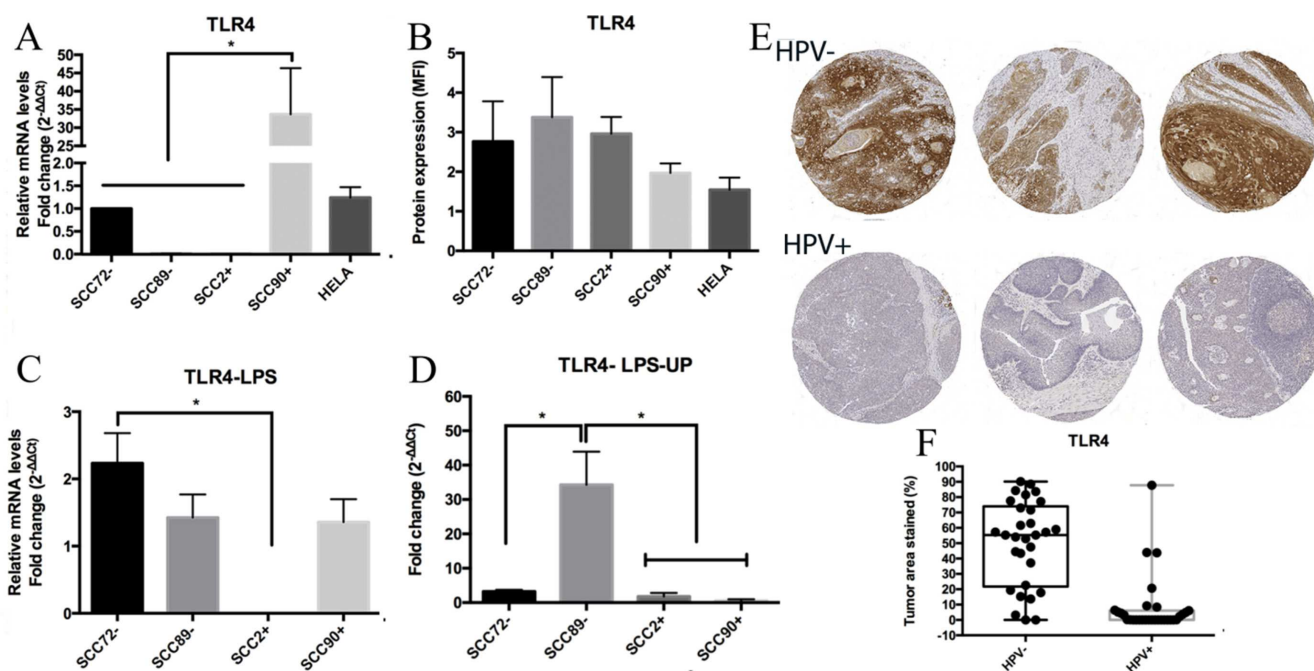 A
TLR4
Relative mRNA levels
Fold change (2-ΔΔCt)
50
45
40
35
30
25
2.0
1.5
1.0
0.5
0.0
*
SCC72-
SCC89-
SCC2+
SCC90+
HELA
B
TLR4
Protein expression (MFI)
5
4
3
2
1
0
SCC72-
SCC89-
SCC2+
SCC90+
HELA
E
HPV-
HPV+
C
TLR4-LPS
Relative mRNA levels
Fold change (2-ΔΔCt)
3
2
1
0
*
SCC72-
SCC89-
SCC2+
SCC90+
D
TLR4- LPS-UP
Fold change (2-ΔΔCt)
60
50
40
30
20
10
0
*
*
SCC72-
SCC89-
SCC2+
SCC90+
F
TLR4
Tumor area stained (%)
100
90
80
70
60
50
40
30
20
10
0
-10
HPV-
HPV+